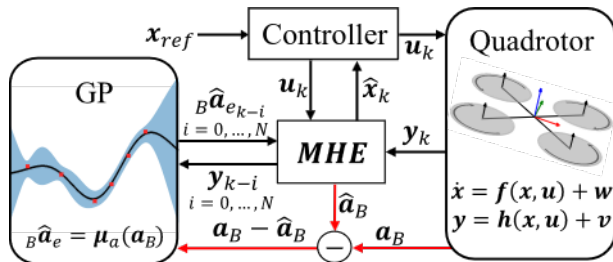 x_ref
Controller
u_k
Quadrotor
GP
u_k
x̂_k
_B â_{e_{k-i}}
i = 0, ..., N
MHE
y_k
y_{k-i}
i = 0, ..., N
â_B
ẋ = f(x, u) + w
y = h(x, u) + v
_B â_e = μ_a(a_B)
a_B − â_B
−
a_B